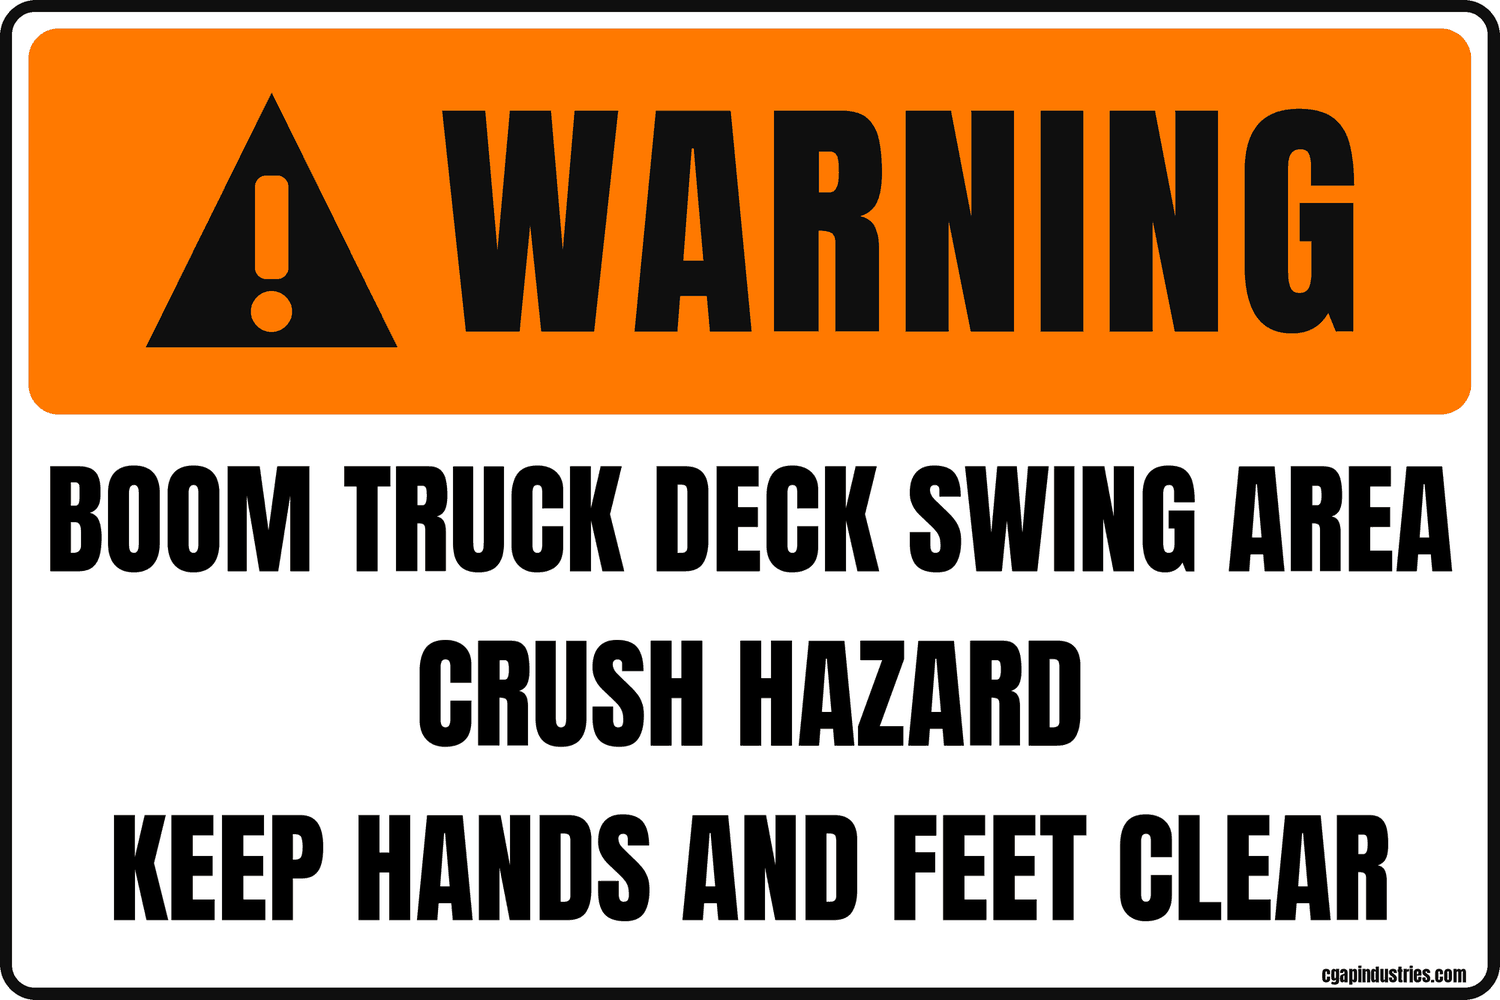 WARNING
BOOM TRUCK DECK SWING AREA
CRUSH HAZARD
KEEP HANDS AND FEET CLEAR
cgapindustries.com